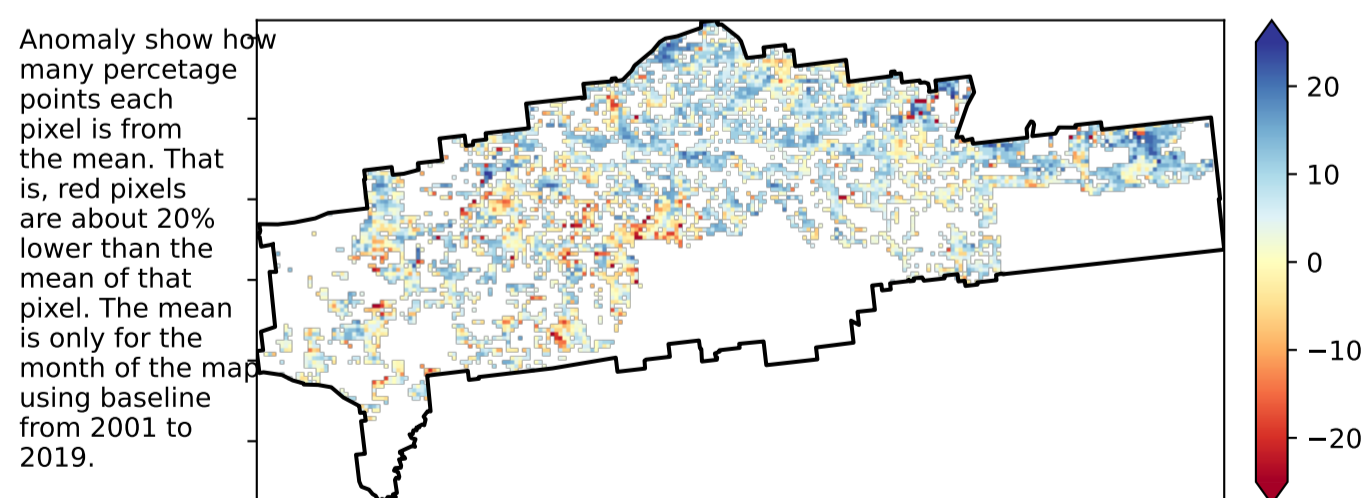 Anomaly show how
many percetage
points each
pixel is from
the mean. That
is, red pixels
are about 20%
lower than the
mean of that
pixel. The mean
is only for the
month of the map
using baseline
from 2001 to
2019.
20
10
0
−10
−20